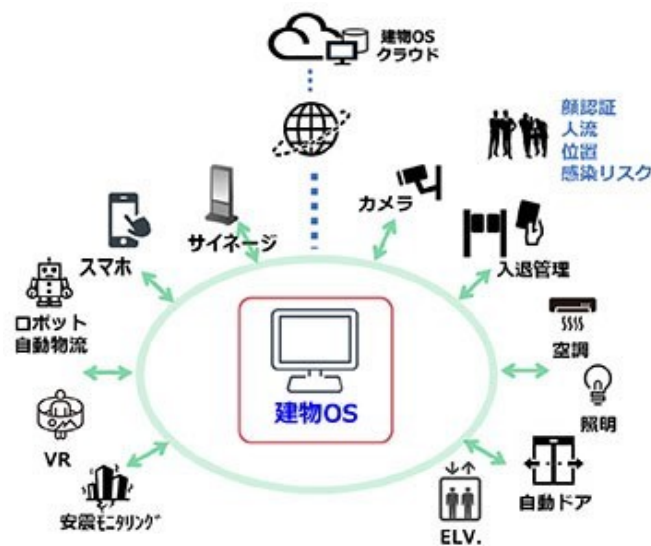 建物OS
クラウド
顔認証
人流
位置
感染リスク
カメラ
サイネージ
スマホ
入退管理
ロボット
自動物流
空調
建物OS
照明
VR
自動ドア
安震モニタリング
ELV.